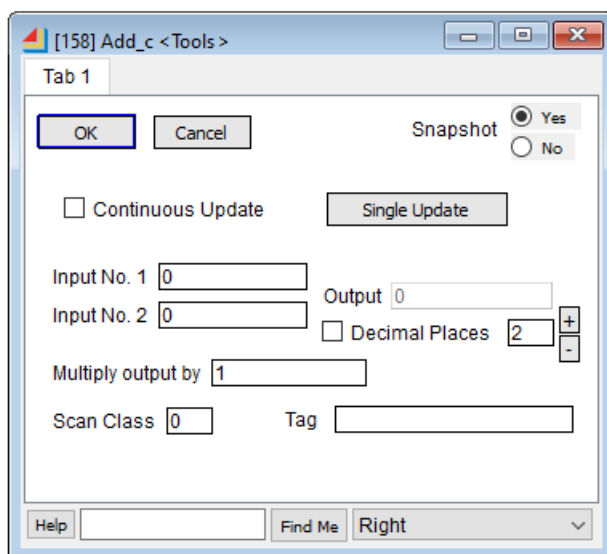 [158] Add_c <Tools>
Tab 1
OK Cancel Snapshot Yes
No
Continuous Update Single Update
Input No. 1 0
Output 0
Input No. 2 0
Decimal Places 2 +
-
Multiply output by 1
Scan Class 0 Tag
Help Find Me Right